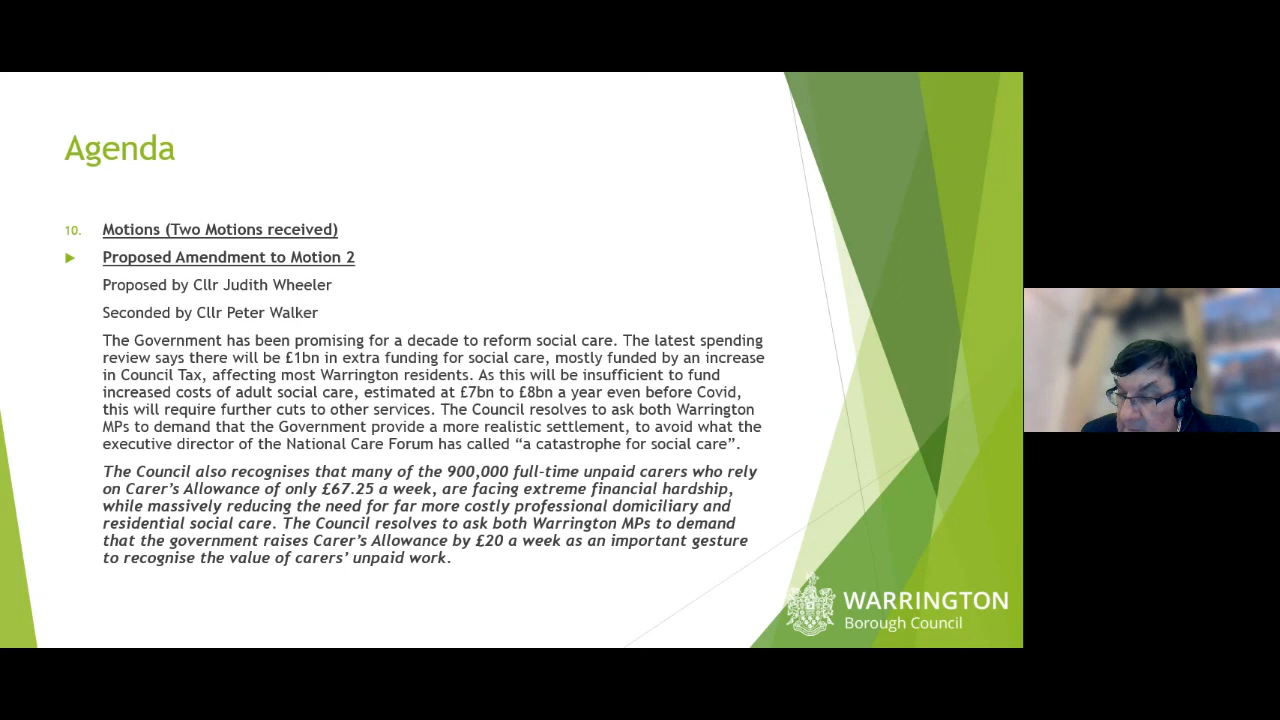 Agenda
10. Motions (Two Motions received)
Proposed Amendment to Motion 2
Proposed by Cllr Judith Wheeler
Seconded by Cllr Peter Walker
The Government has been promising for a decade to reform social care. The latest spending
review says there will be £1bn in extra funding for social care, mostly funded by an increase
in Council Tax, affecting most Warrington residents. As this will be insufficient to fund
increased costs of adult social care, estimated at £7bn to £8bn a year even before Covid,
this will require further cuts to other services. The Council resolves to ask both Warrington
MPs to demand that the Government provide a more realistic settlement, to avoid what the
executive director of the National Care Forum has called “a catastrophe for social care”.
The Council also recognises that many of the 900,000 full-time unpaid carers who rely
on Carer’s Allowance of only £67.25 a week, are facing extreme financial hardship,
while massively reducing the need for far more costly professional domiciliary and
residential social care. The Council resolves to ask both Warrington MPs to demand
that the government raises Carer’s Allowance by £20 a week as an important gesture
to recognise the value of carers’ unpaid work.
WARRINGTON
Borough Council